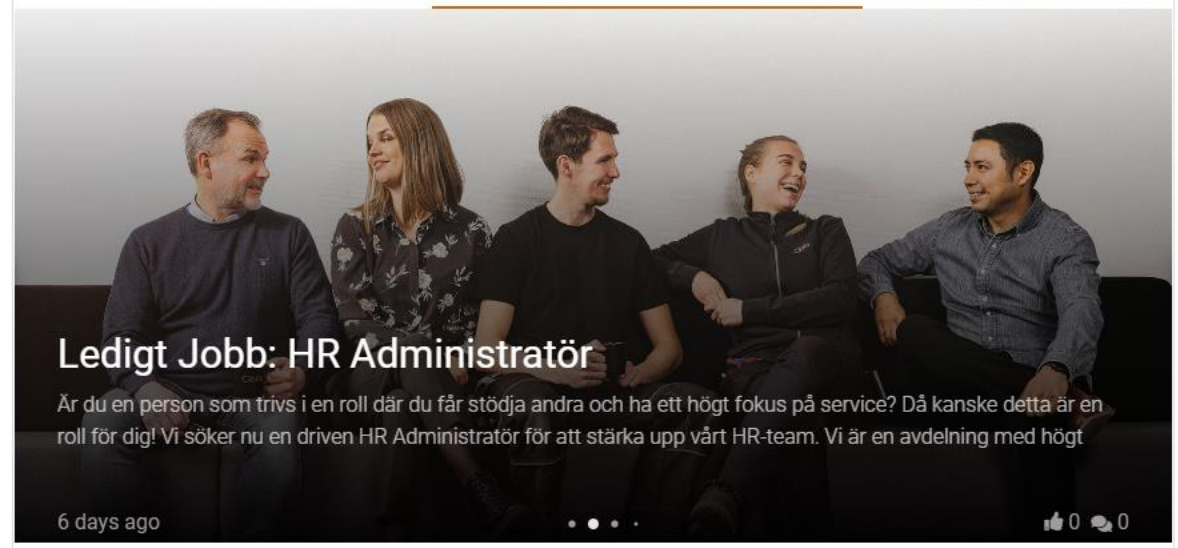 Ledigt Jobb: HR Administratör
Är du en person som trivs i en roll där du får stödja andra och ha ett högt fokus på service? Då kanske detta är en
roll för dig! Vi söker nu en driven HR Administratör för att stärka upp vårt HR-team. Vi är en avdelning med högt
6 days ago
0 0